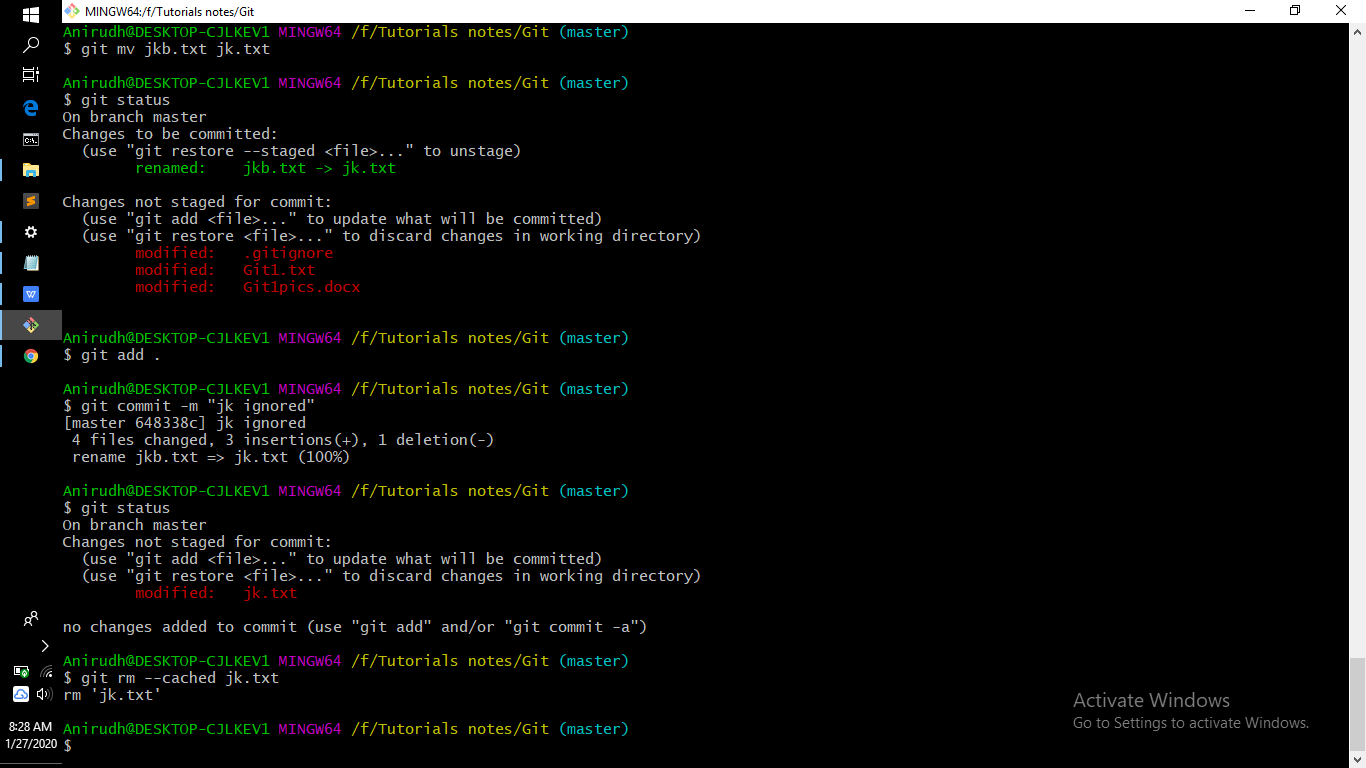 MINGW64:/f/Tutorials notes/Git
Anirudh@DESKTOP-CJLKEV1 MINGW64 /f/Tutorials notes/Git (master)
$ git mv jkb.txt jk.txt
Anirudh@DESKTOP-CJLKEV1 MINGW64 /f/Tutorials notes/Git (master)
$ git status
On branch master
Changes to be committed:
  (use "git restore --staged <file>..." to unstage)
        renamed:    jkb.txt -> jk.txt
Changes not staged for commit:
  (use "git add <file>..." to update what will be committed)
  (use "git restore <file>..." to discard changes in working directory)
        modified:   .gitignore
        modified:   Git1.txt
        modified:   Git1pics.docx
Anirudh@DESKTOP-CJLKEV1 MINGW64 /f/Tutorials notes/Git (master)
$ git add .
Anirudh@DESKTOP-CJLKEV1 MINGW64 /f/Tutorials notes/Git (master)
$ git commit -m "jk ignored"
[master 648338c] jk ignored
 4 files changed, 3 insertions(+), 1 deletion(-)
 rename jkb.txt => jk.txt (100%)
Anirudh@DESKTOP-CJLKEV1 MINGW64 /f/Tutorials notes/Git (master)
$ git status
On branch master
Changes not staged for commit:
  (use "git add <file>..." to update what will be committed)
  (use "git restore <file>..." to discard changes in working directory)
        modified:   jk.txt
no changes added to commit (use "git add" and/or "git commit -a")
Anirudh@DESKTOP-CJLKEV1 MINGW64 /f/Tutorials notes/Git (master)
$ git rm --cached jk.txt
rm 'jk.txt'
Anirudh@DESKTOP-CJLKEV1 MINGW64 /f/Tutorials notes/Git (master)
$
Activate Windows
Go to Settings to activate Windows.
8:28 AM
1/27/2020